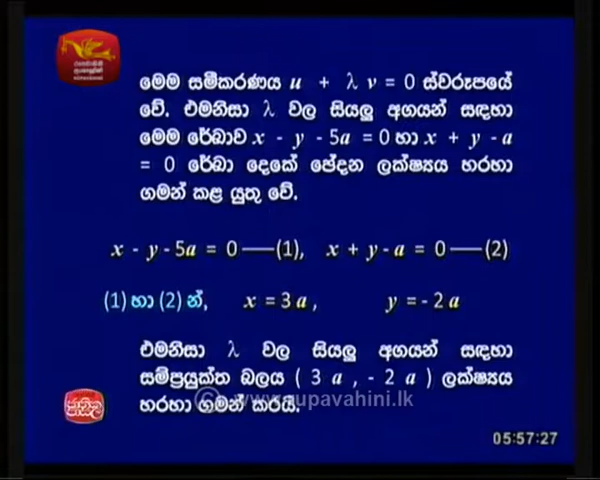 මෙම සමීකරණය u + λ v = 0 ස්වරූපයේ
වේ. එමනිසා λ වල සියලු අගයන් සඳහා
මෙම රේඛාව x - y - 5a = 0 හා x + y - a
= 0 රේඛා දෙකේ ඡේදන ලක්ෂ්‍යය හරහා
ගමන් කළ යුතු වේ.
x - y - 5a = 0 —— (1), x + y - a = 0 —— (2)
(1) හා (2) න්, x = 3 a , y = - 2 a
එමනිසා λ වල සියලු අගයන් සඳහා
සම්ප්‍රයුක්ත බලය ( 3 a , - 2 a ) ලක්ෂ්‍යය
හරහා ගමන් කරයි.
© www.rupavahini.lk
05:57:27